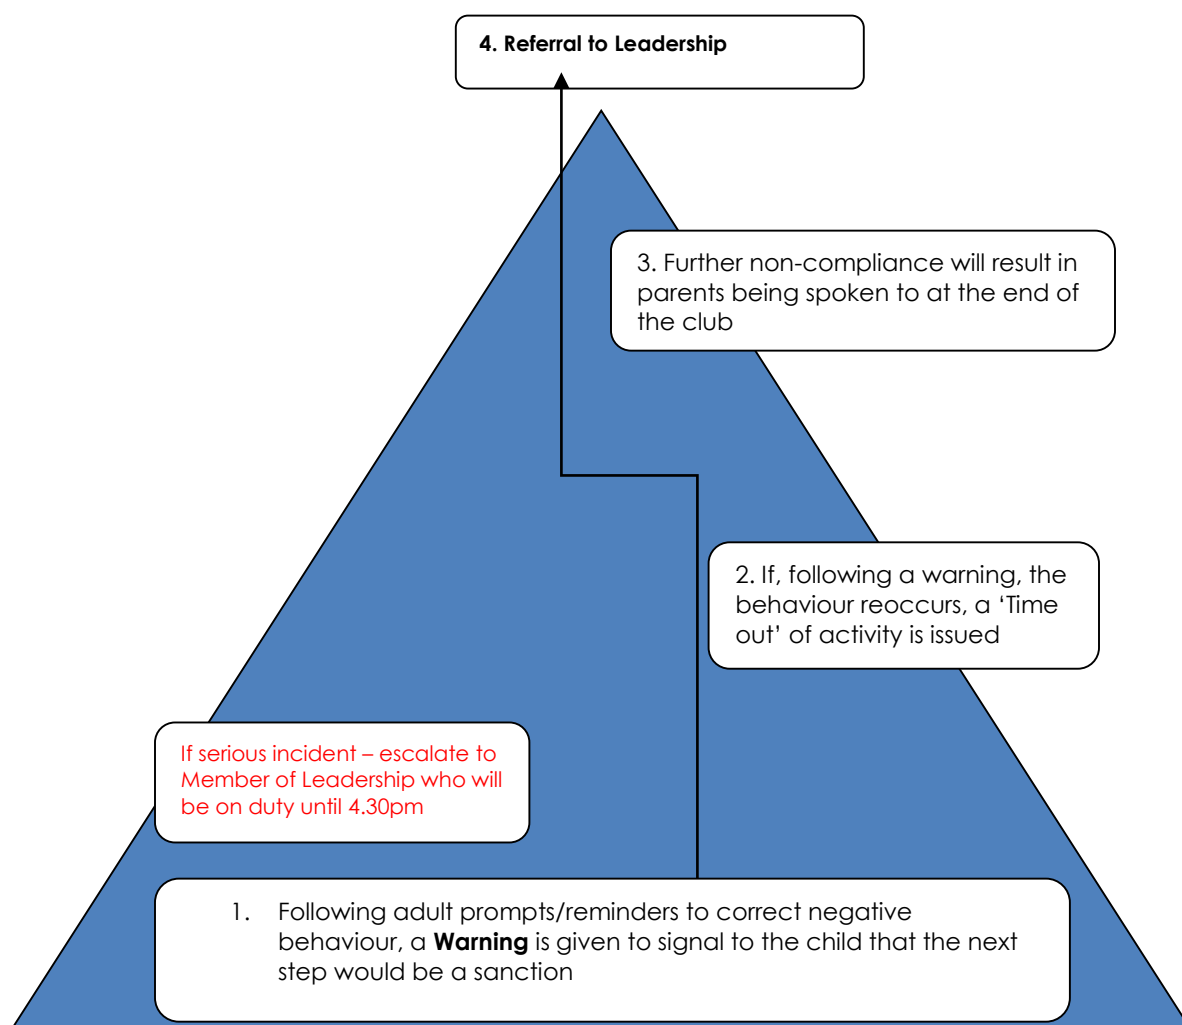 4. Referral to Leadership
3. Further non-compliance will result in
parents being spoken to at the end of
the club
2. If, following a warning, the
behaviour reoccurs, a ‘Time
out’ of activity is issued
If serious incident – escalate to
Member of Leadership who will
be on duty until 4.30pm
1. Following adult prompts/reminders to correct negative
behaviour, a Warning is given to signal to the child that the next
step would be a sanction